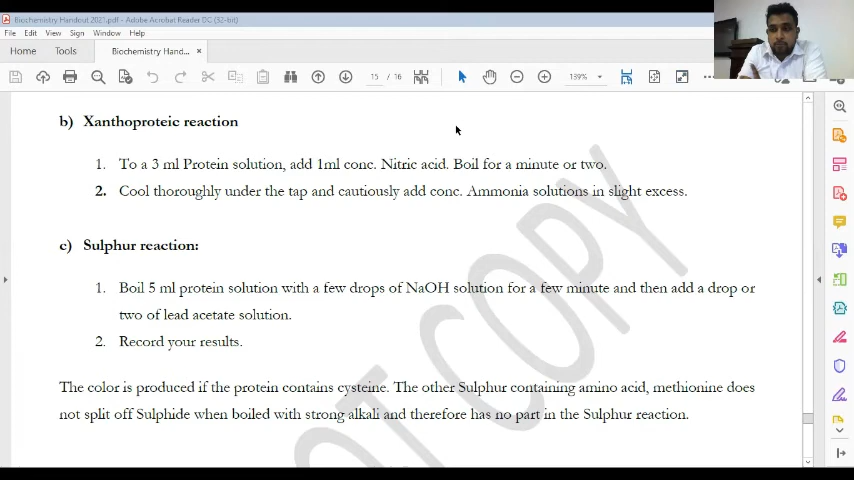 Biochemistry Handout 2021.pdf - Adobe Acrobat Reader DC (32-bit)
File Edit View Sign Window Help
Home Tools Biochemistry Hand... ×
15 / 16 139%
b) Xanthoproteic reaction
1. To a 3 ml Protein solution, add 1ml conc. Nitric acid. Boil for a minute or two.
2. Cool thoroughly under the tap and cautiously add conc. Ammonia solutions in slight excess.
c) Sulphur reaction:
1. Boil 5 ml protein solution with a few drops of NaOH solution for a few minute and then add a drop or
two of lead acetate solution.
2. Record your results.
The color is produced if the protein contains cysteine. The other Sulphur containing amino acid, methionine does
not split off Sulphide when boiled with strong alkali and therefore has no part in the Sulphur reaction.
OT COPY